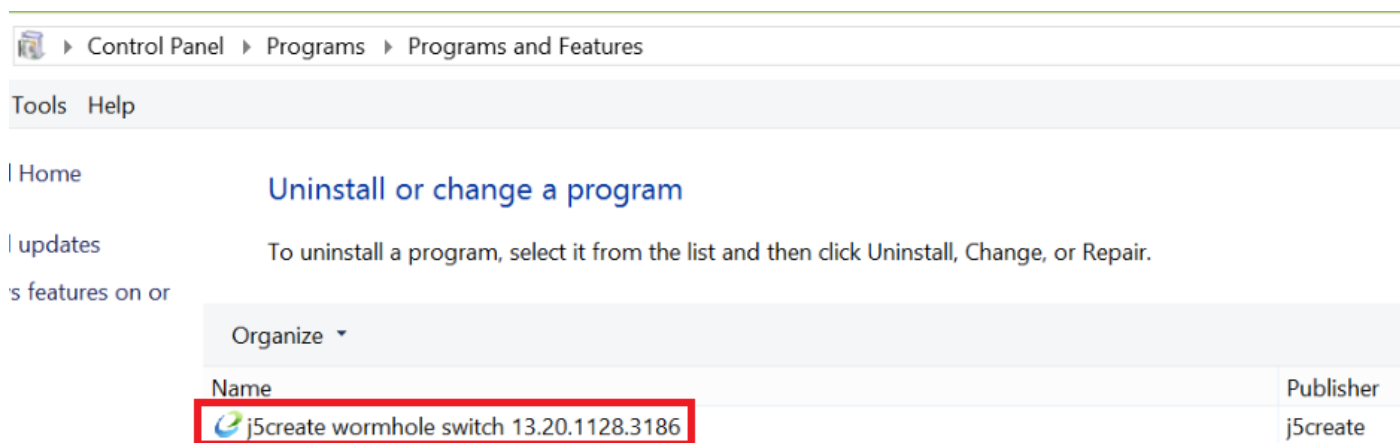 Control Panel Programs Programs and Features
Tools Help
Home
Uninstall or change a program
updates
To uninstall a program, select it from the list and then click Uninstall, Change, or Repair.
s features on or
Organize
Name Publisher
j5create wormhole switch 13.20.1128.3186 j5create